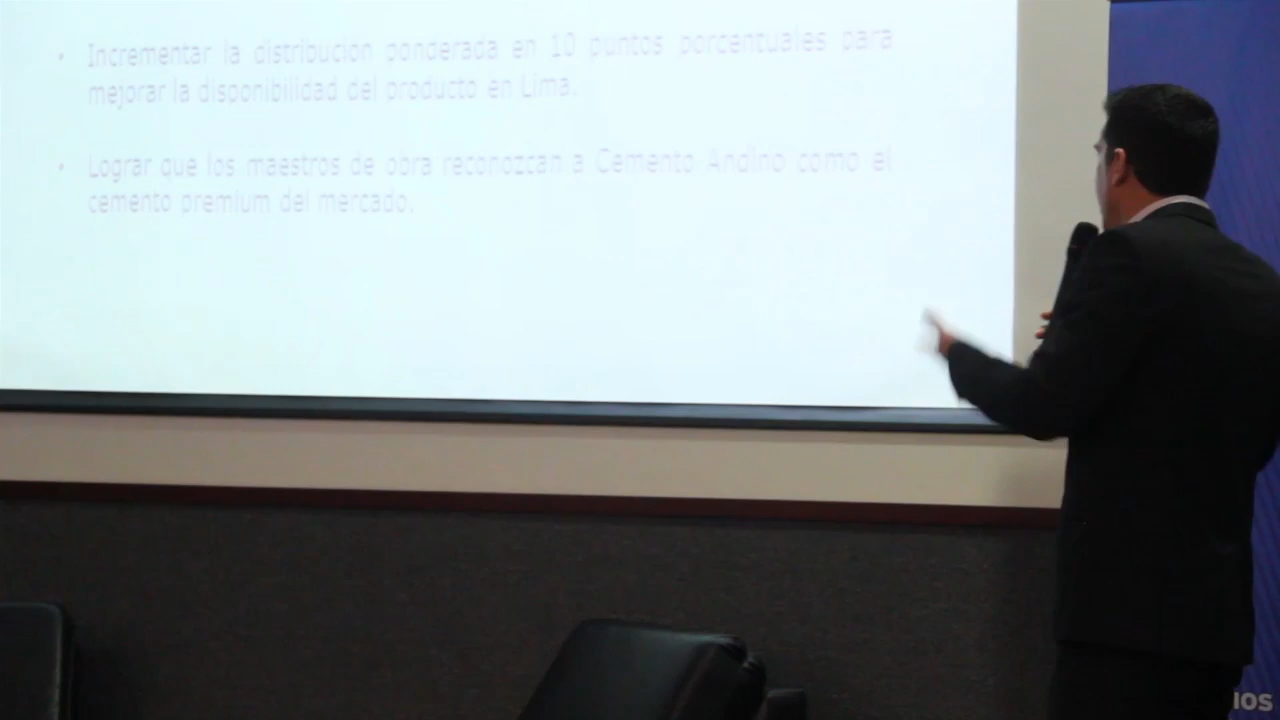 • Incrementar la distribución ponderada en 10 puntos porcentuales para
mejorar la disponibilidad del producto en Lima.
• Lograr que los maestros de obra reconozcan a Cemento Andino como el
cemento premium del mercado.
ios